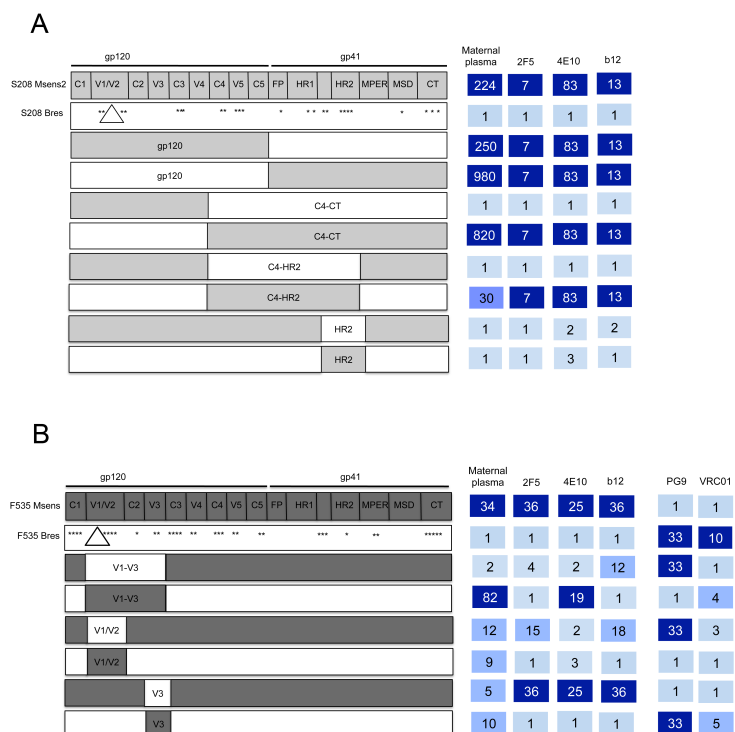 A
gp120 gp41
Maternal plasma 2F5 4E10 b12
S208 Msens2 C1 V1/V2 C2 V3 C3 V4 C4 V5 C5 FP HR1 HR2 MPER MSD CT 224 7 83 13
S208 Bres ** ** *** ** *** * * * ** **** * * * * 1 1 1 1
gp120 250 7 83 13
gp120 980 7 83 13
C4-CT 1 1 1 1
C4-CT 820 7 83 13
C4-HR2 1 1 1 1
C4-HR2 30 7 83 13
HR2 1 1 2 2
HR2 1 1 3 1
B
gp120 gp41
Maternal plasma 2F5 4E10 b12 PG9 VRC01
F535 Msens C1 V1/V2 C2 V3 C3 V4 C4 V5 C5 FP HR1 HR2 MPER MSD CT 34 36 25 36 1 1
F535 Bres **** **** * ** **** ** *** ** ** *** * ** ***** 1 1 1 1 33 10
V1-V3 2 4 2 12 33 1
V1-V3 82 1 19 1 1 4
V1/V2 12 15 2 18 33 3
V1/V2 9 1 3 1 1 1
V3 5 36 25 36 1 1
V3 10 1 1 1 33 5